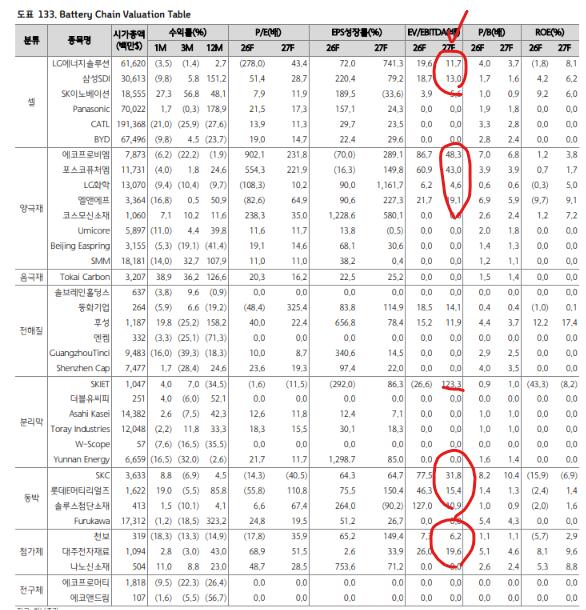 도표 133. Battery Chain Valuation Table
분류 종목명 시가총액 (백만$) 수익률(%) P/E(배) EPS성장률(%) EV/EBITDA(배) P/B(배) ROE(%)
1M 3M 12M 26F 27F 26F 27F 26F 27F 26F 27F 26F 27F
셀
LG에너지솔루션 61,620 (3.5) (1.4) 2.7 (278.0) 43.4 72.0 741.3 19.6 11.7 4.0 3.7 (1.8) 8.1
삼성SDI 30,613 (9.8) 5.8 151.2 51.4 28.7 220.4 79.2 18.7 13.0 1.7 1.6 4.2 6.2
SK이노베이션 18,555 27.3 56.8 48.1 7.9 11.9 189.5 (33.6) 3.9 1.0 0.9 9.2 6.0
Panasonic 70,022 1.7 (0.3) 178.9 21.5 17.3 157.1 24.3 0.0 0.0 1.9 1.8 0.0 0.0
CATL 191,368 (21.0) (25.9) (27.6) 13.9 11.3 29.7 23.5 0.0 0.0 3.3 2.8 0.0 0.0
BYD 67,496 (9.8) 4.5 (23.7) 19.0 14.7 22.4 29.6 0.0 0.0 2.8 2.4 0.0 0.0
양극재
에코프로비엠 7,873 (6.2) (22.2) (1.9) 902.1 231.8 (70.0) 289.1 86.7 48.3 7.0 6.8 1.2 3.8
포스코퓨처엠 11,731 (4.0) 1.8 24.6 554.3 221.9 (16.3) 149.8 60.9 43.0 3.9 3.9 0.7 1.7
LG화학 13,070 (9.4) (10.4) (9.7) (108.3) 10.2 90.0 1,161.7 6.2 4.6 0.6 0.6 (0.3) 5.0
엘앤에프 3,364 (16.8) 0.5 50.9 (82.6) 64.9 90.6 227.3 21.7 19.1 6.9 5.9 (9.7) 9.1
코스모신소재 1,060 7.1 10.2 11.6 238.3 35.0 1,228.6 580.1 0.0 0.0 2.6 2.4 1.2 7.2
Umicore 5,897 (11.0) 4.4 39.8 11.6 11.7 13.8 (0.5) 0.0 0.0 2.0 1.8 0.0 0.0
Beijing Easpring 3,155 (5.3) (19.1) (41.4) 19.1 14.6 68.1 30.6 0.0 0.0 1.4 1.3 0.0 0.0
SMM 18,181 (14.0) 32.7 107.9 11.0 11.0 38.2 0.4 0.0 0.0 1.2 1.1 0.0 0.0
음극재 Tokai Carbon 3,207 38.9 36.2 126.6 20.3 16.2 22.5 25.2 0.0 0.0 1.5 1.4 0.0 0.0
전해질
솔브레인홀딩스 637 (3.8) 9.6 (0.9) 0.0 0.0 0.0 0.0 0.0 0.0 0.0 0.0 0.0 0.0
동화기업 264 (5.9) 6.6 (19.2) (48.4) 325.4 83.8 114.9 18.5 14.1 0.4 0.4 (1.0) 0.1
후성 1,187 19.8 (25.2) 158.2 40.0 22.4 656.8 78.4 15.2 11.9 4.4 3.7 12.2 17.4
엔켐 332 (3.3) (25.1) (71.3) 0.0 0.0 0.0 0.0 0.0 0.0 0.0 0.0 0.0 0.0
GuangzhouTinci 9,483 (16.0) (39.3) (18.3) 10.0 8.7 340.6 14.5 0.0 0.0 2.9 2.5 0.0 0.0
Shenzhen Cap 7,477 1.7 (28.4) 24.6 23.6 19.3 97.4 22.0 0.0 0.0 4.0 3.5 0.0 0.0
분리막
SKIET 1,047 4.0 7.0 (34.5) (1.6) (11.5) (292.0) 86.3 (26.6) 123.3 0.9 1.0 (43.3) (8.2)
더블유씨피 251 4.0 (6.0) 52.1 0.0 0.0 0.0 0.0 0.0 0.0 0.0 0.0 0.0 0.0
Asahi Kasei 14,382 2.6 (7.5) 42.3 12.6 11.8 12.4 7.1 0.0 0.0 1.0 1.0 0.0 0.0
Toray Industries 12,048 (2.2) 11.8 33.3 18.3 15.5 30.1 18.3 0.0 0.0 1.0 1.0 0.0 0.0
W-Scope 57 (7.6) (16.5) (35.5) 0.0 0.0 0.0 0.0 0.0 0.0 0.0 0.0 0.0 0.0
Yunnan Energy 6,659 (16.5) (32.0) (2.6) 21.7 11.7 1,298.7 85.0 0.0 0.0 1.6 1.4 0.0 0.0
동박
SKC 3,633 8.8 (6.9) 4.5 (14.3) (40.5) 64.3 64.7 77.5 31.8 8.2 10.4 (15.9) (6.9)
롯데E머티리얼즈 1,622 19.0 (5.5) 85.8 (55.8) 110.8 75.5 150.4 46.3 15.4 1.4 1.3 (2.4) 1.4
솔루스첨단소재 413 1.5 (10.1) 4.1 6.6 67.4 264.0 (90.2) 127.0 10.9 1.0 0.9 (2.0) 1.6
Furukawa 17,312 (1.2) (18.5) 323.2 24.8 19.5 51.2 26.7 0.0 5.4 4.3 0.0 0.0
첨가제
천보 319 (18.3) (13.3) (14.9) (17.8) 35.9 65.2 149.4 6.2 1.1 1.1 (5.7) 2.9
대주전자재료 1,094 2.8 (3.0) 43.0 68.9 51.5 2.6 33.9 26.0 19.6 5.1 4.6 8.1 9.6
나노신소재 504 11.0 8.8 23.0 48.7 28.5 753.6 71.2 0.0 0.0 2.6 2.4 5.3 8.8
전구체
에코프로머티 1,818 (9.5) (22.3) (26.4) 0.0 0.0 0.0 0.0 0.0 0.0 0.0 0.0 0.0 0.0
에코앤드림 107 (1.6) (5.5) (56.7) 0.0 0.0 0.0 0.0 0.0 0.0 0.0 0.0 0.0 0.0